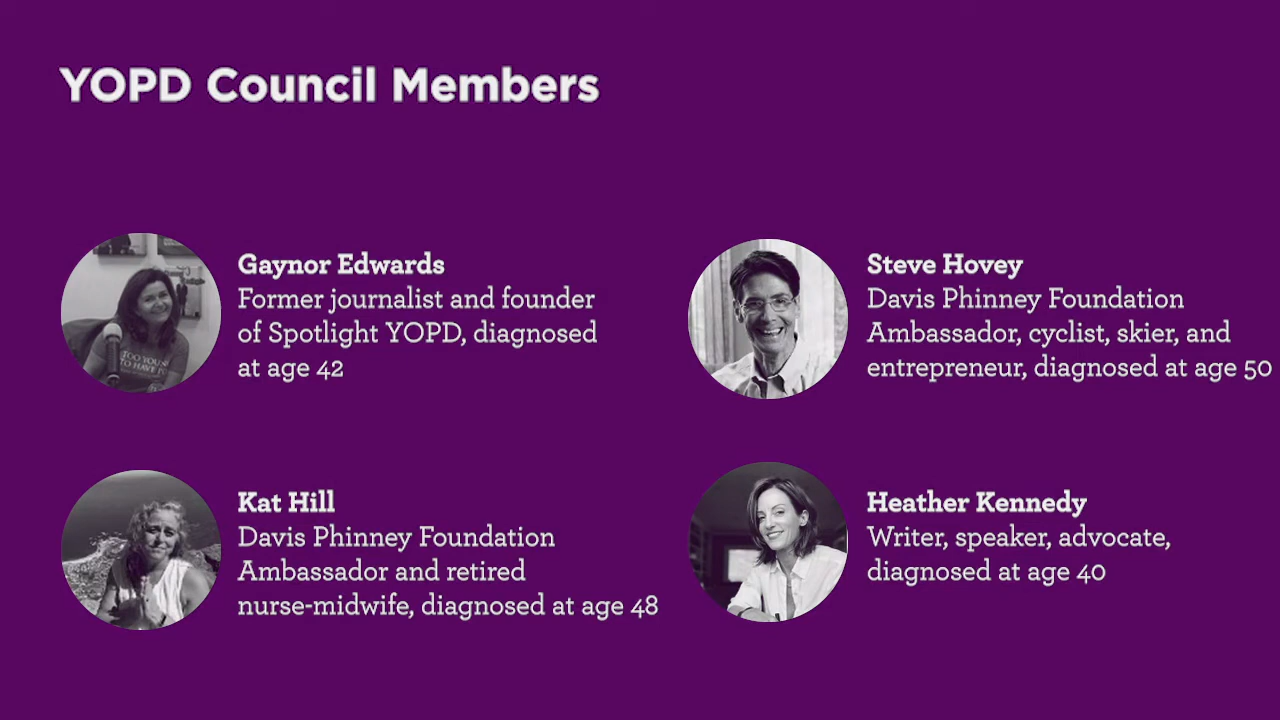 YOPD Council Members
Gaynor Edwards
Former journalist and founder
of Spotlight YOPD, diagnosed
at age 42
Steve Hovey
Davis Phinney Foundation
Ambassador, cyclist, skier, and
entrepreneur, diagnosed at age 50
Kat Hill
Davis Phinney Foundation
Ambassador and retired
nurse-midwife, diagnosed at age 48
Heather Kennedy
Writer, speaker, advocate,
diagnosed at age 40